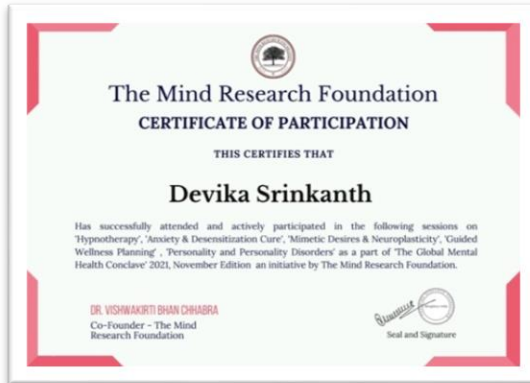 The Mind Research Foundation
CERTIFICATE OF PARTICIPATION
THIS CERTIFIES THAT
Devika Srinkanth
Has successfully attended and actively participated in the following sessions on
'Hypnotherapy', 'Anxiety & Desensitization Cure', 'Mimetic Desires & Neuroplasticity', 'Guided
Wellness Planning' , 'Personality and Personality Disorders' as a part of 'The Global Mental
Health Conclave' 2021, November Edition an initiative by The Mind Research Foundation.
DR. VISHWAKIRTI BHAN CHHABRA
Co-Founder - The Mind
Research Foundation
Seal and Signature